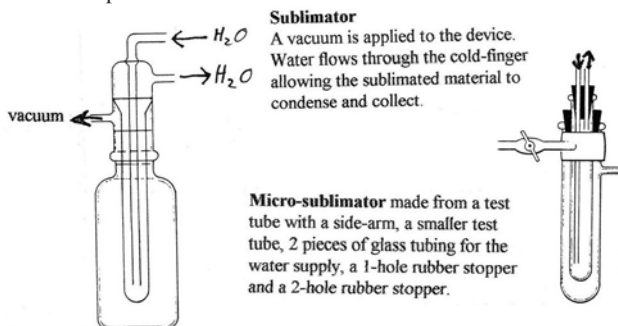 Sublimator
A vacuum is applied to the device.
Water flows through the cold-finger
allowing the sublimated material to
condense and collect.
H₂O
H₂O
vacuum
Micro-sublimator made from a test
tube with a side-arm, a smaller test
tube, 2 pieces of glass tubing for the
water supply, a 1-hole rubber stopper
and a 2-hole rubber stopper.